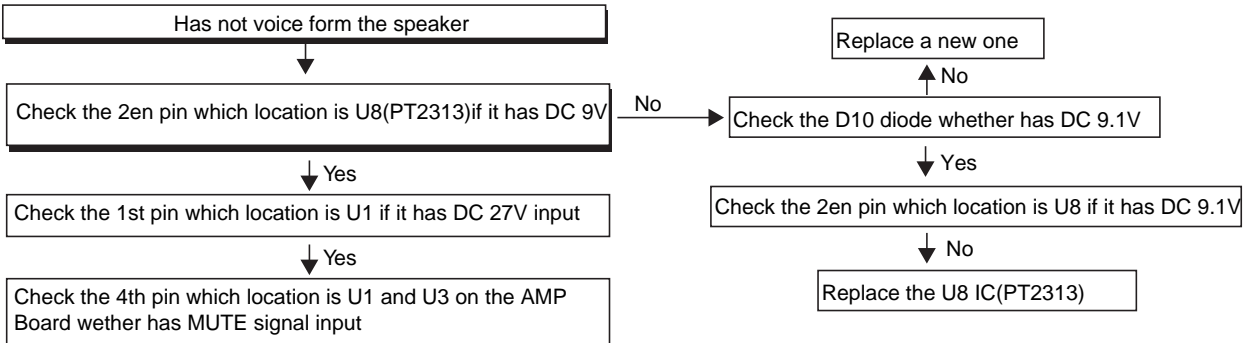 Has not voice form the speaker
Check the 2en pin which location is U8(PT2313)if it has DC 9V
Yes
Check the 1st pin which location is U1 if it has DC 27V input
Yes
Check the 4th pin which location is U1 and U3 on the AMP
Board wether has MUTE signal input
No
Replace a new one
No
Check the D10 diode whether has DC 9.1V
Yes
Check the 2en pin which location is U8 if it has DC 9.1V
No
Replace the U8 IC(PT2313)